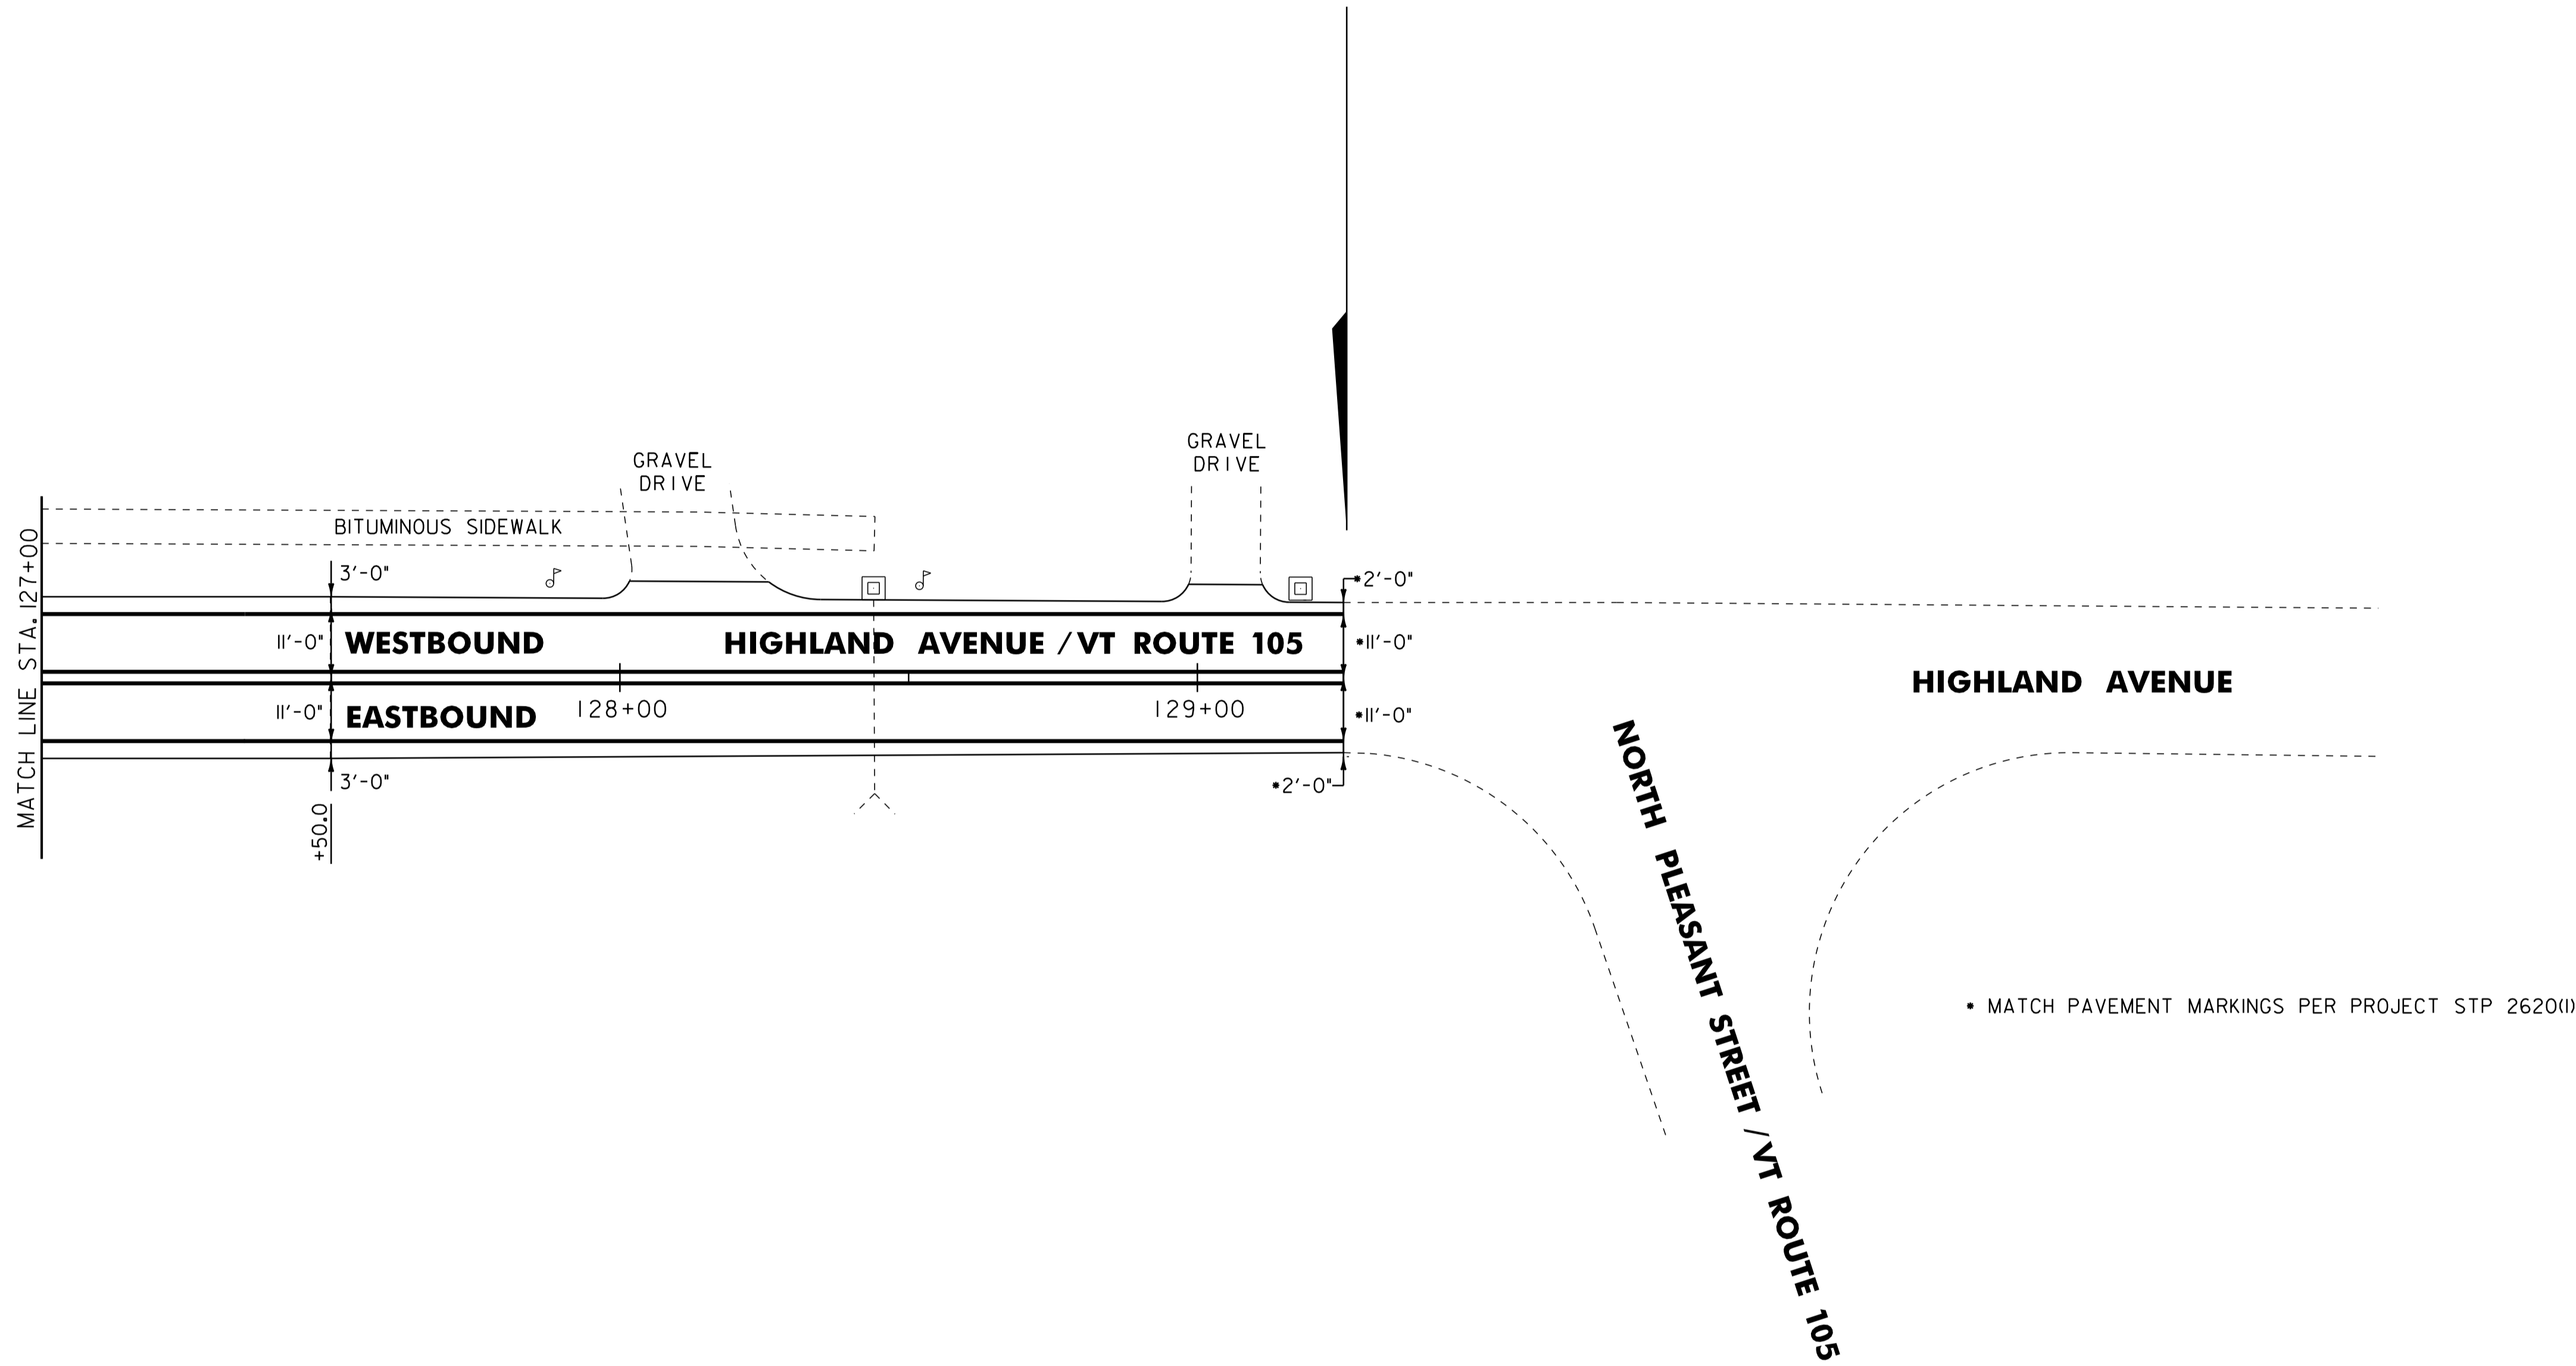 GRAVEL
DRIVE
GRAVEL
DRIVE
BITUMINOUS SIDEWALK
MATCH LINE STA. 127+00
3'-0"
*2'-0"
11'-0"
WESTBOUND
HIGHLAND AVENUE / VT ROUTE 105
*11'-0"
HIGHLAND AVENUE
11'-0"
EASTBOUND
128+00
129+00
*11'-0"
3'-0"
*2'-0"
+50.0
NORTH PLEASANT STREET / VT ROUTE 105
* MATCH PAVEMENT MARKINGS PER PROJECT STP 2620(1)